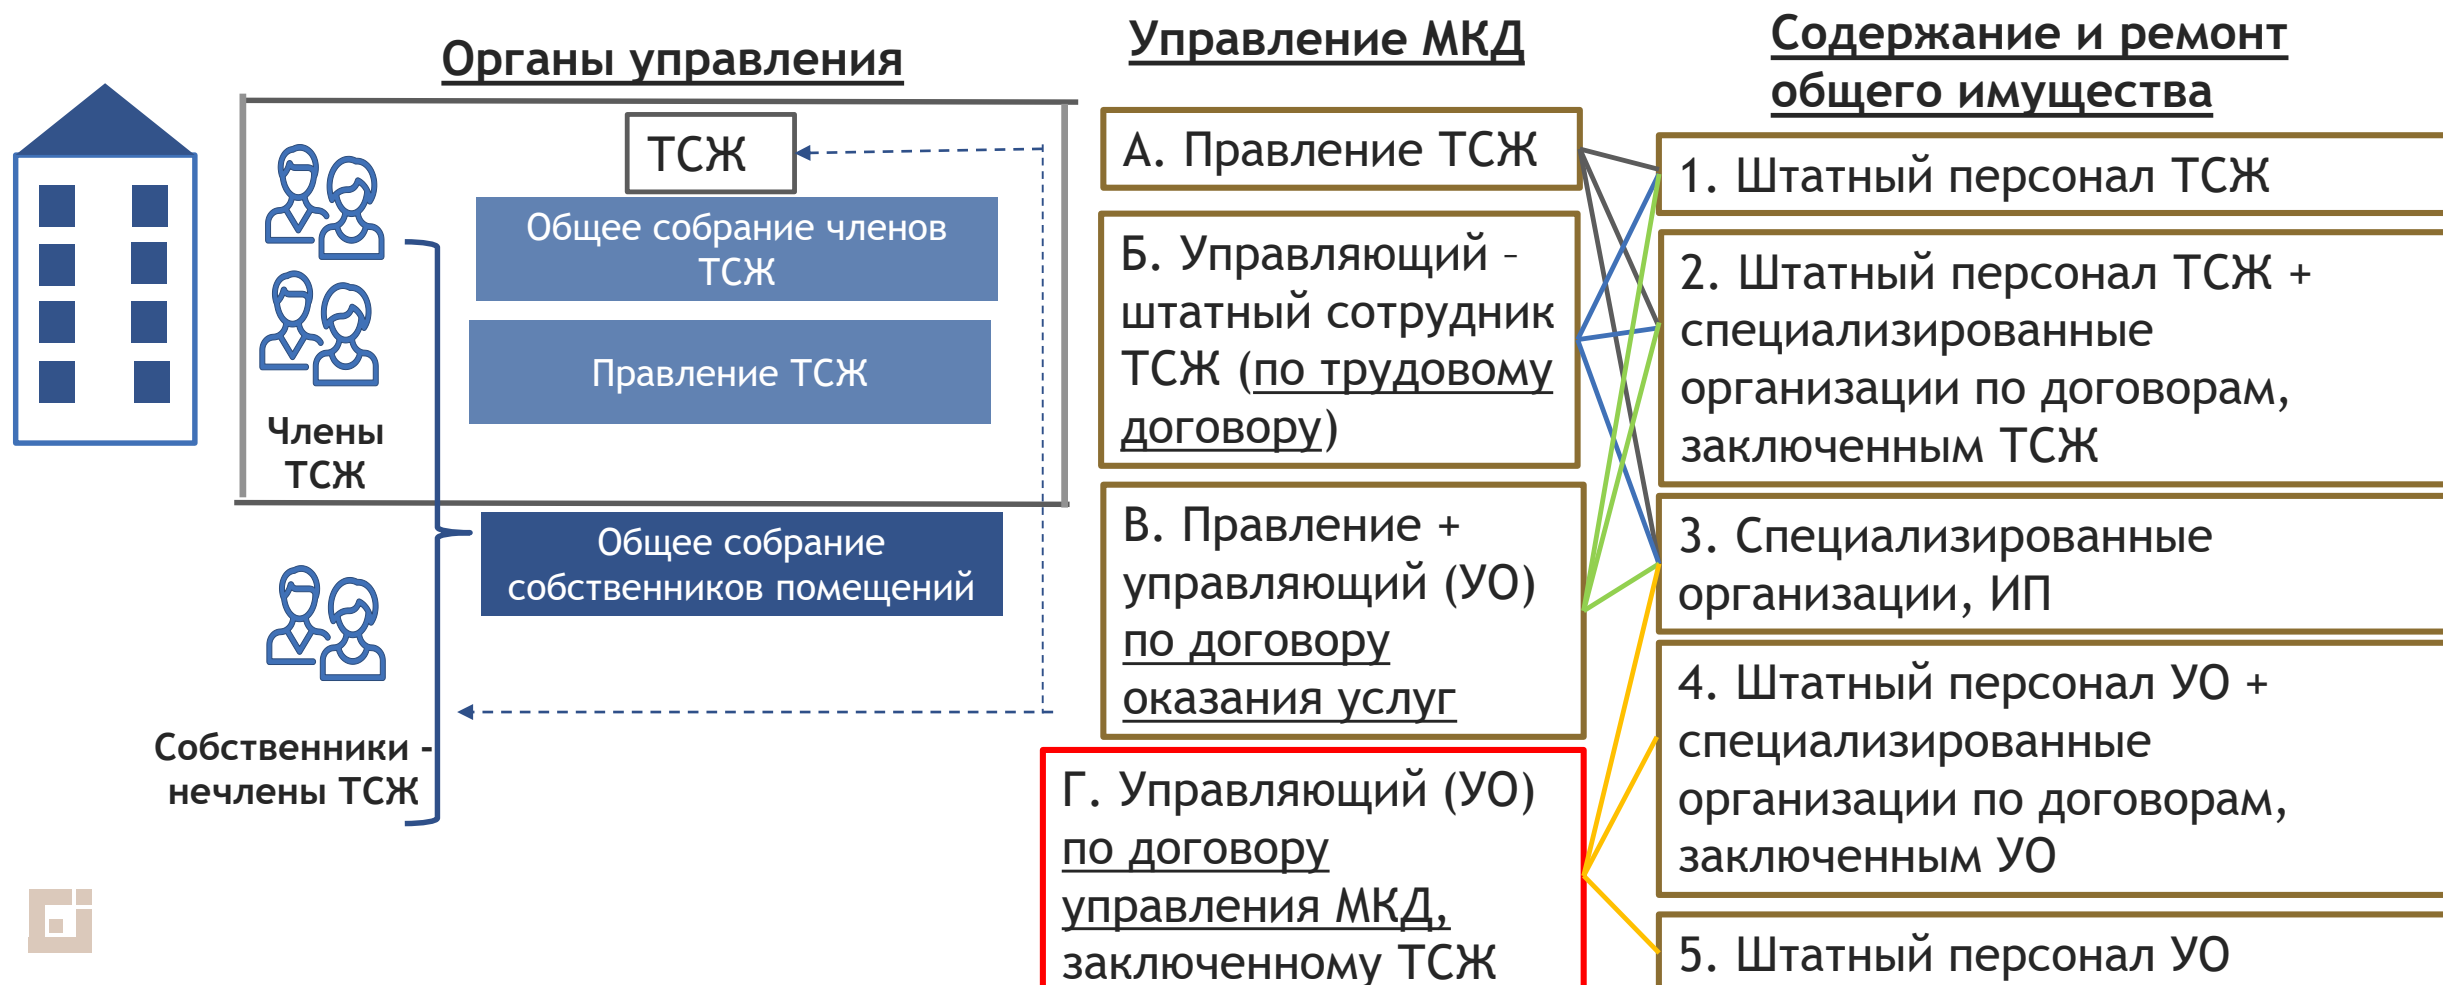 Органы управления
ТСЖ
Общее собрание членов
ТСЖ
Правление ТСЖ
Члены
ТСЖ
Общее собрание
собственников помещений
Собственники -
нечлены ТСЖ
Управление МКД
А. Правление ТСЖ
Б. Управляющий –
штатный сотрудник
ТСЖ (по трудовому
договору)
В. Правление +
управляющий (УО)
по договору
оказания услуг
Г. Управляющий (УО)
по договору
управления МКД,
заключенному ТСЖ
Содержание и ремонт
общего имущества
1. Штатный персонал ТСЖ
2. Штатный персонал ТСЖ +
специализированные
организации по договорам,
заключенным ТСЖ
3. Специализированные
организации, ИП
4. Штатный персонал УО +
специализированные
организации по договорам,
заключенным УО
5. Штатный персонал УО